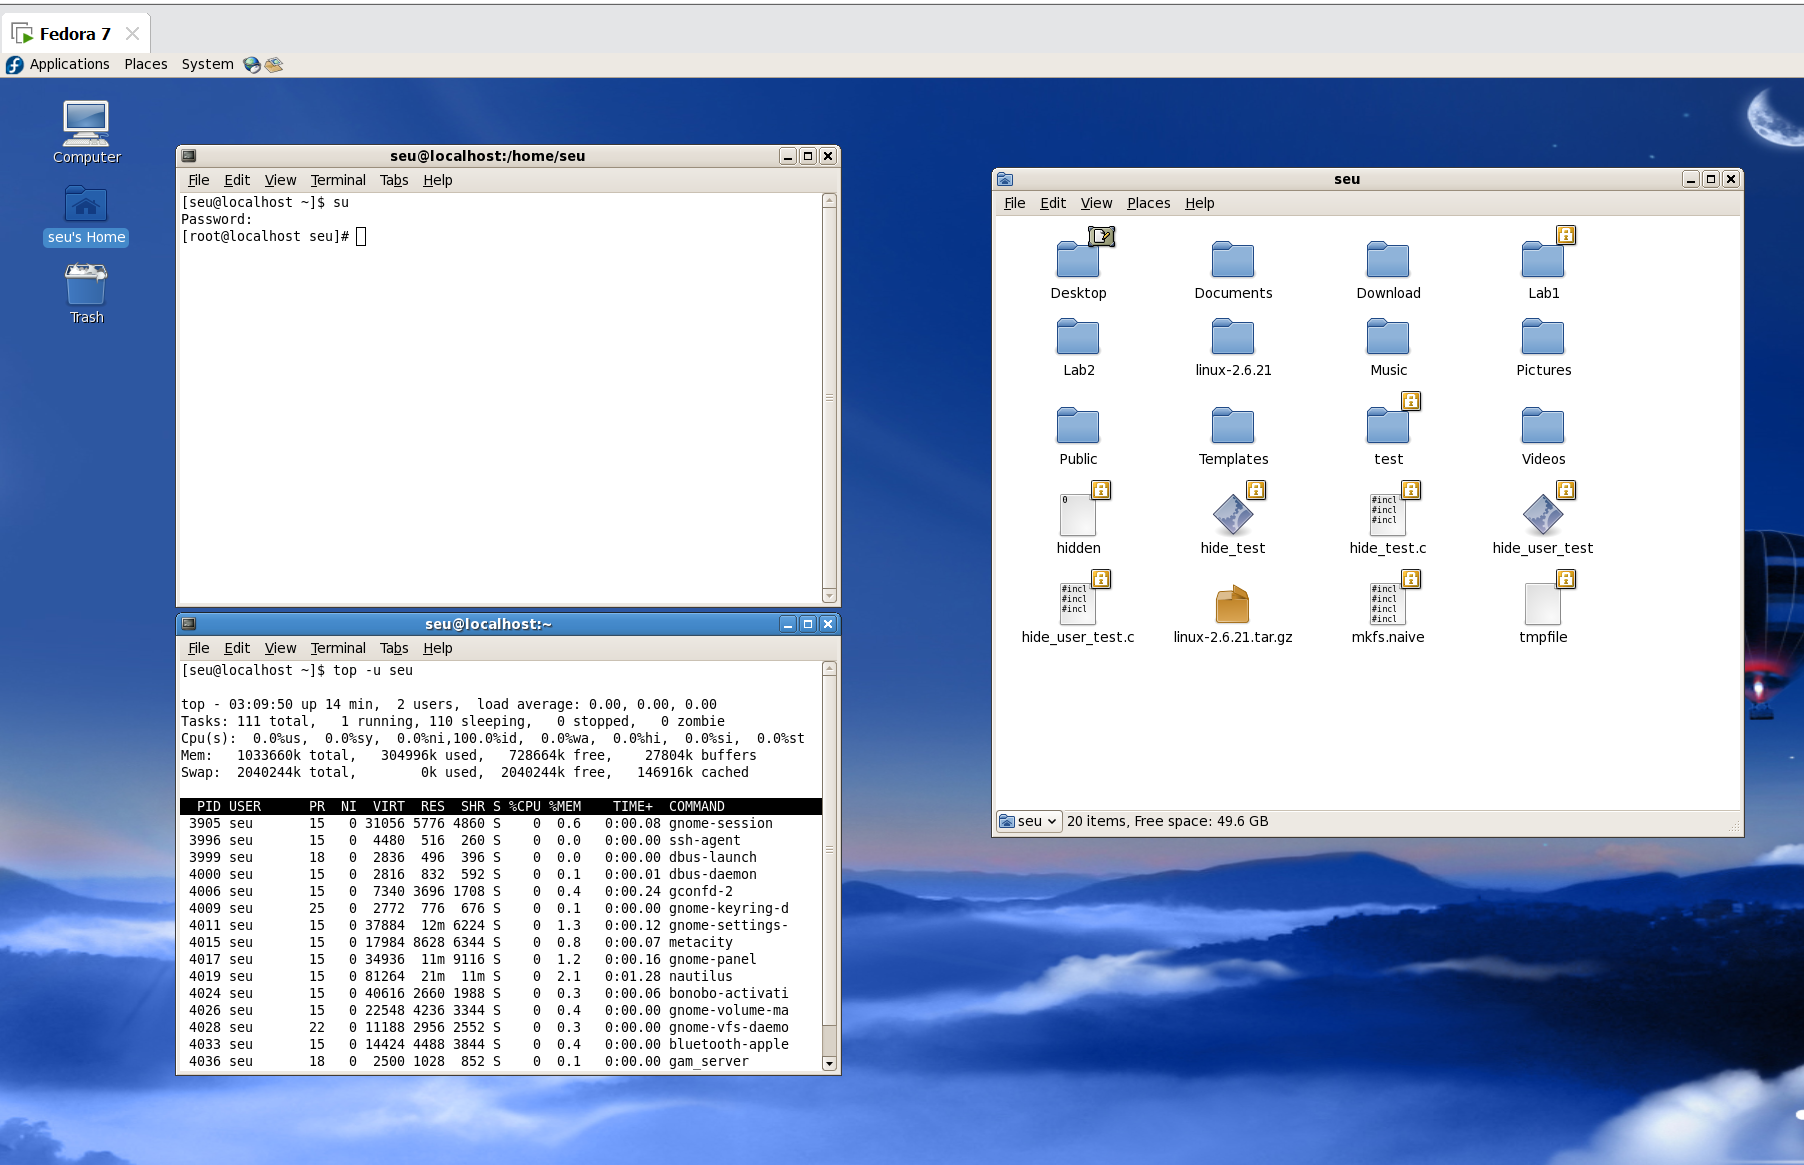 Fedora 7
Applications Places System
Computer
seu's Home
Trash
seu@localhost:/home/seu
File Edit View Terminal Tabs Help
[seu@localhost ~]$ su
Password:
[root@localhost seu]#
seu@localhost:~
File Edit View Terminal Tabs Help
[seu@localhost ~]$ top -u seu
top - 03:09:50 up 14 min,  2 users,  load average: 0.00, 0.00, 0.00
Tasks: 111 total,   1 running, 110 sleeping,   0 stopped,   0 zombie
Cpu(s):  0.0%us,  0.0%sy,  0.0%ni,100.0%id,  0.0%wa,  0.0%hi,  0.0%si,  0.0%st
Mem:   1033660k total,   304996k used,   728664k free,    27804k buffers
Swap:  2040244k total,        0k used,  2040244k free,   146916k cached
PID USER PR NI VIRT RES SHR S %CPU %MEM TIME+ COMMAND
3905 seu 15 0 31056 5776 4860 S 0 0.6 0:00.08 gnome-session
3996 seu 15 0 4480 516 260 S 0 0.0 0:00.00 ssh-agent
3999 seu 18 0 2836 496 396 S 0 0.0 0:00.00 dbus-launch
4000 seu 15 0 2816 832 592 S 0 0.1 0:00.01 dbus-daemon
4006 seu 15 0 7340 3696 1708 S 0 0.4 0:00.24 gconfd-2
4009 seu 25 0 2772 776 676 S 0 0.1 0:00.00 gnome-keyring-d
4011 seu 15 0 37884 12m 6224 S 0 1.3 0:00.12 gnome-settings-
4015 seu 15 0 17984 8628 6344 S 0 0.8 0:00.07 metacity
4017 seu 15 0 34936 11m 9116 S 0 1.2 0:00.16 gnome-panel
4019 seu 15 0 81264 21m 11m S 0 2.1 0:01.28 nautilus
4024 seu 15 0 40616 2660 1988 S 0 0.3 0:00.06 bonobo-activati
4026 seu 15 0 22548 4236 3344 S 0 0.4 0:00.00 gnome-volume-ma
4028 seu 22 0 11188 2956 2552 S 0 0.3 0:00.00 gnome-vfs-daemo
4033 seu 15 0 14424 4488 3844 S 0 0.4 0:00.00 bluetooth-apple
4036 seu 18 0 2500 1028 852 S 0 0.1 0:00.00 gam_server
seu
File Edit View Places Help
Desktop Documents Download Lab1
Lab2 linux-2.6.21 Music Pictures
Public Templates test Videos
0
#incl
#incl
#incl
hidden hide_test hide_test.c hide_user_test
#incl #incl
#incl #incl
#incl #incl
#incl
hide_user_test.c linux-2.6.21.tar.gz mkfs.naive tmpfile
seu 20 items, Free space: 49.6 GB